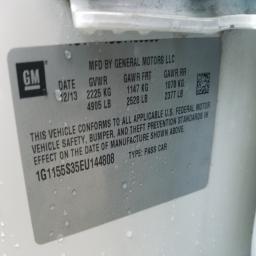 MFD BY GENERAL MOTORS LLC
GM
DATE GVWR GAWR FRT GAWR RR
12/13 2225 KG 1147 KG 1078 KG
4905 LB 2528 LB 2377 LB
THIS VEHICLE CONFORMS TO ALL APPLICABLE U.S. FEDERAL MOTOR
VEHICLE SAFETY, BUMPER, AND THEFT PREVENTION STANDARDS
IN EFFECT ON THE DATE OF MANUFACTURE SHOWN ABOVE.
1G1155S35EU144808 TYPE: PASS CAR